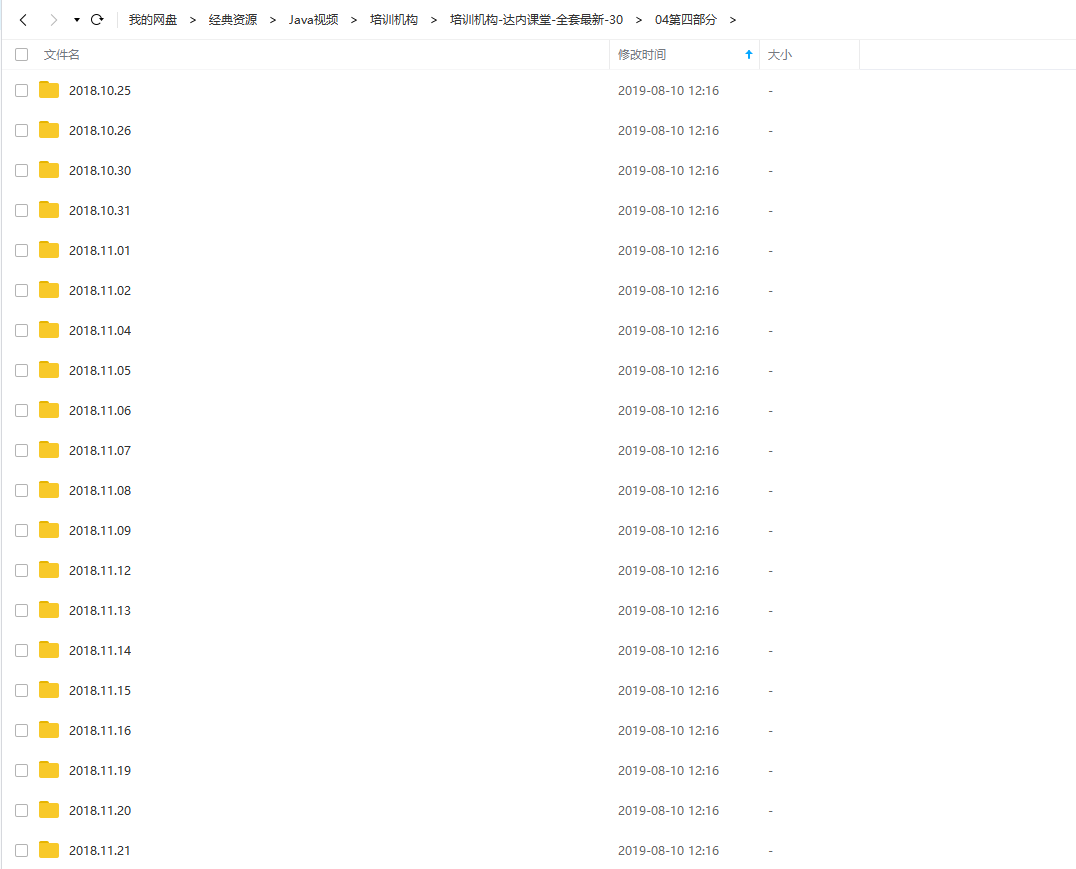 我的网盘 > 经典资源 > Java视频 > 培训机构 > 培训机构-达内课堂-全套最新-30 > 04第四部分 >
文件名 修改时间 大小
2018.10.25 2019-08-10 12:16 -
2018.10.26 2019-08-10 12:16 -
2018.10.30 2019-08-10 12:16 -
2018.10.31 2019-08-10 12:16 -
2018.11.01 2019-08-10 12:16 -
2018.11.02 2019-08-10 12:16 -
2018.11.04 2019-08-10 12:16 -
2018.11.05 2019-08-10 12:16 -
2018.11.06 2019-08-10 12:16 -
2018.11.07 2019-08-10 12:16 -
2018.11.08 2019-08-10 12:16 -
2018.11.09 2019-08-10 12:16 -
2018.11.12 2019-08-10 12:16 -
2018.11.13 2019-08-10 12:16 -
2018.11.14 2019-08-10 12:16 -
2018.11.15 2019-08-10 12:16 -
2018.11.16 2019-08-10 12:16 -
2018.11.19 2019-08-10 12:16 -
2018.11.20 2019-08-10 12:16 -
2018.11.21 2019-08-10 12:16 -